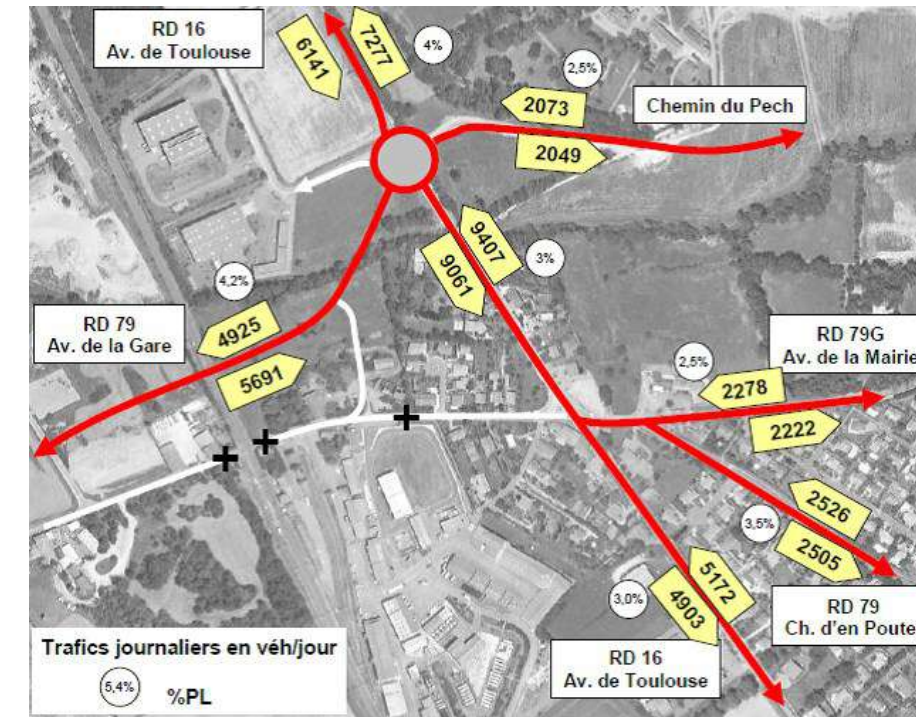 RD 16
Av. de Toulouse
6141
7277
4%
2,5%
2073
2049
Chemin du Pech
9407
9061
3%
4,2%
RD 79
Av. de la Gare
4925
5691
RD 79G
Av. de la Mairie
2,5%
2278
2222
2526
3,5%
2505
RD 79
Ch. d'en Poutet
5172
4903
3,0%
RD 16
Av. de Toulouse
Trafics journaliers en véh/jour
5,4%
%PL